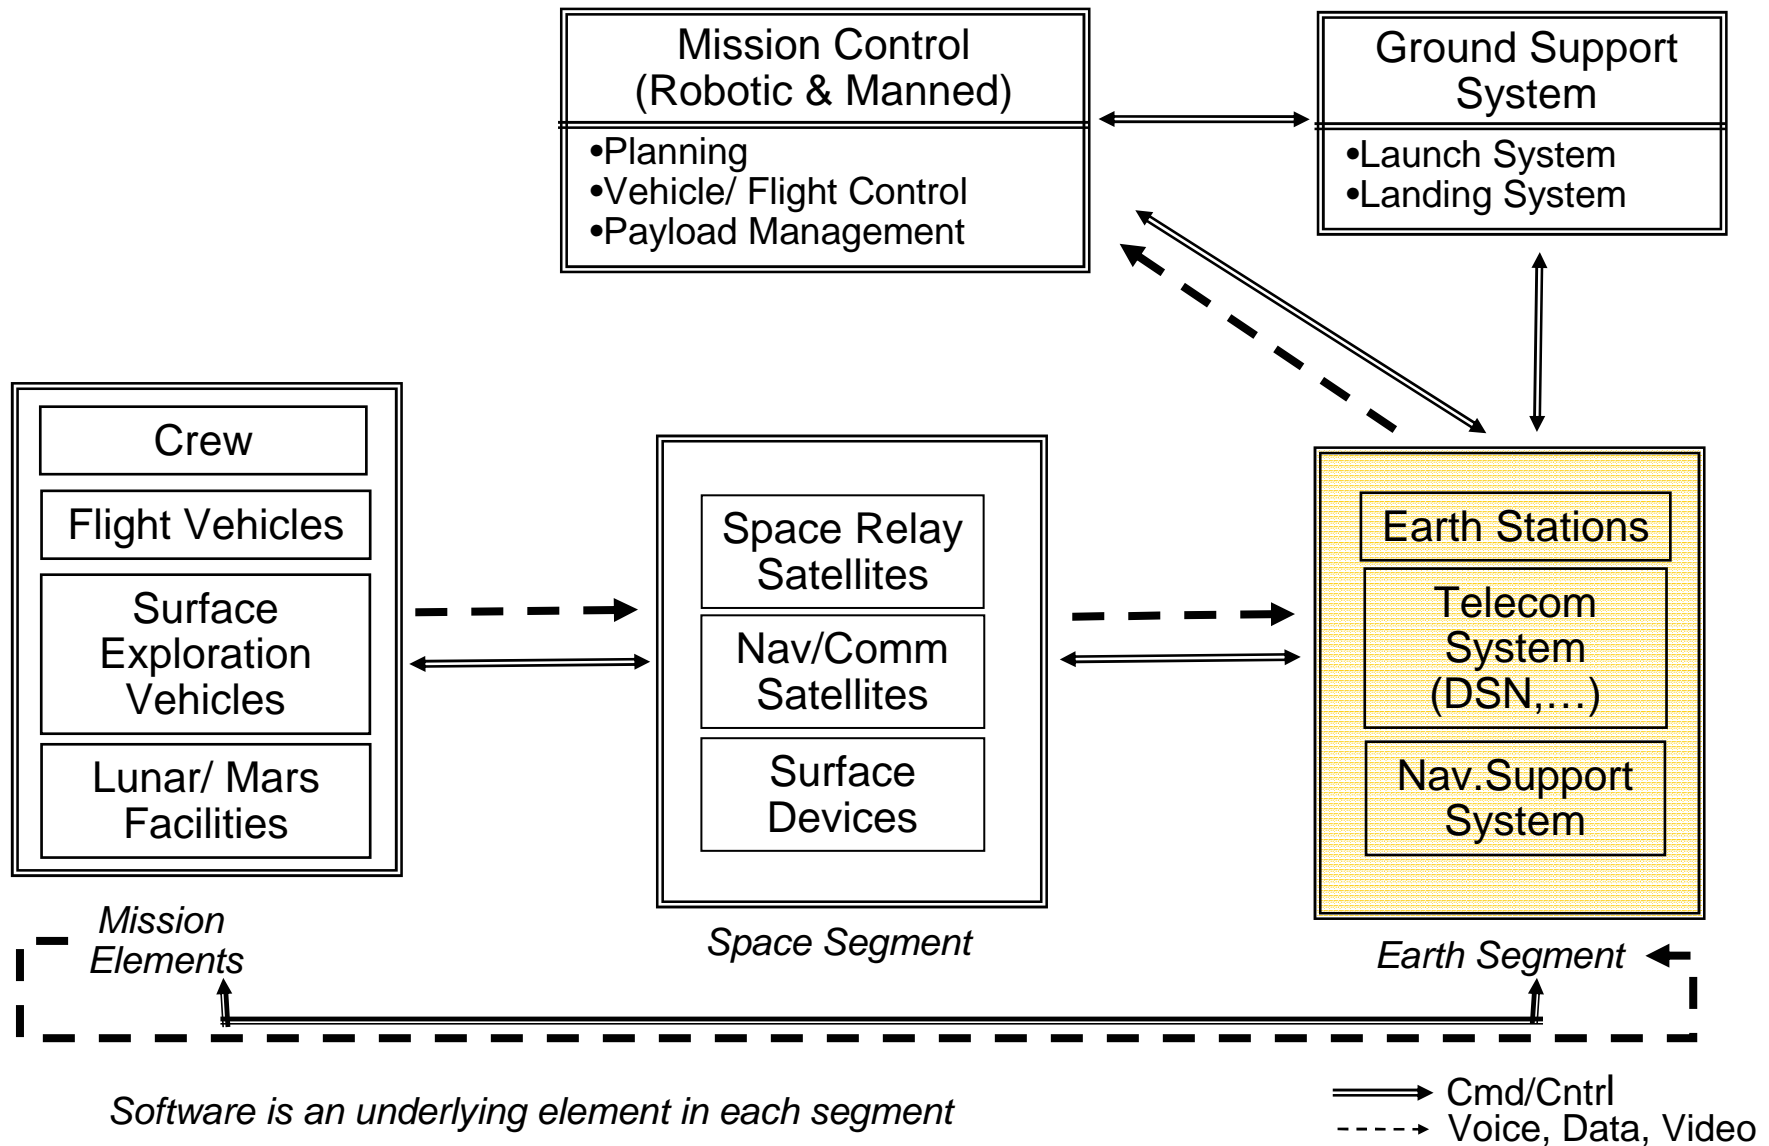 Mission Control
(Robotic & Manned)
•Planning
•Vehicle/ Flight Control
•Payload Management
Ground Support
System
•Launch System
•Landing System
Crew
Flight Vehicles
Surface
Exploration
Vehicles
Lunar/ Mars
Facilities
Mission
Elements
Space Relay
Satellites
Nav/Comm
Satellites
Surface
Devices
Space Segment
Earth Stations
Telecom
System
(DSN,…)
Nav.Support
System
Earth Segment
Software is an underlying element in each segment
Cmd/Cntrl
Voice, Data, Video